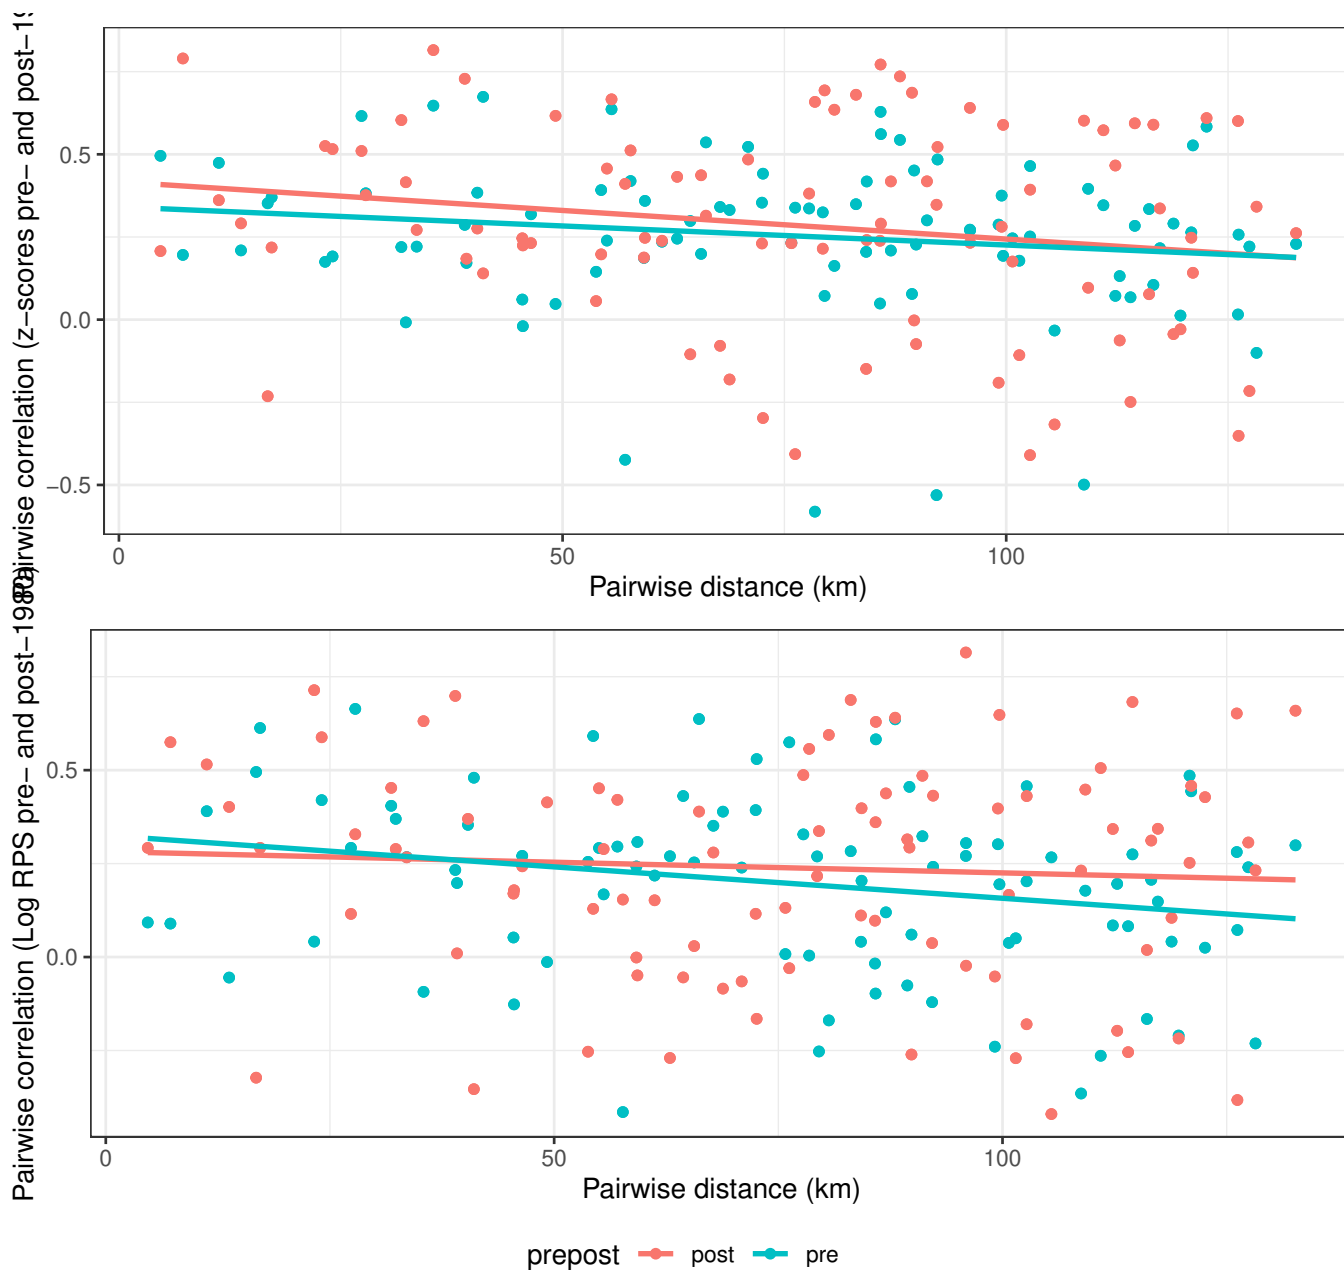 Pairwise correlation (z−scores pre− and post−19
0.5
0.0
−0.5
0
50
100
Pairwise distance (km)
Pairwise correlation (Log RPS pre− and post−1980)
0.5
0.0
0
50
100
Pairwise distance (km)
prepost
post
pre